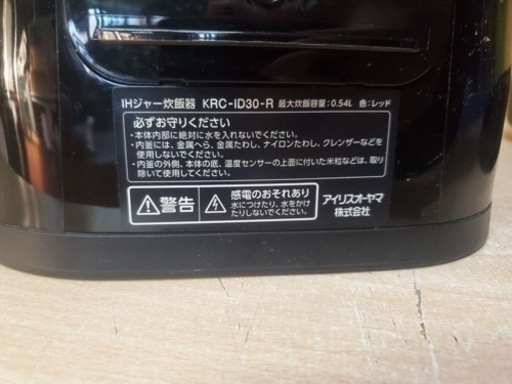 IHジャー炊飯器 KRC-ID30-R 最大炊飯容量:0.54L 色:レッド
必ずお守りください
・本体内部に絶対に水を入れないでください。
・内釜には、金属へら、金属たわし、ナイロンたわし、クレンザーなどを
使用しないでください。
・内釜の外側、本体の底、温度センサーの上面に付いた米粒などは、取り
除いて使用してください。
警告
感電のおそれあり
水につけたり、水をかけ
たりしないでください。
アイリスオーヤマ
株式会社